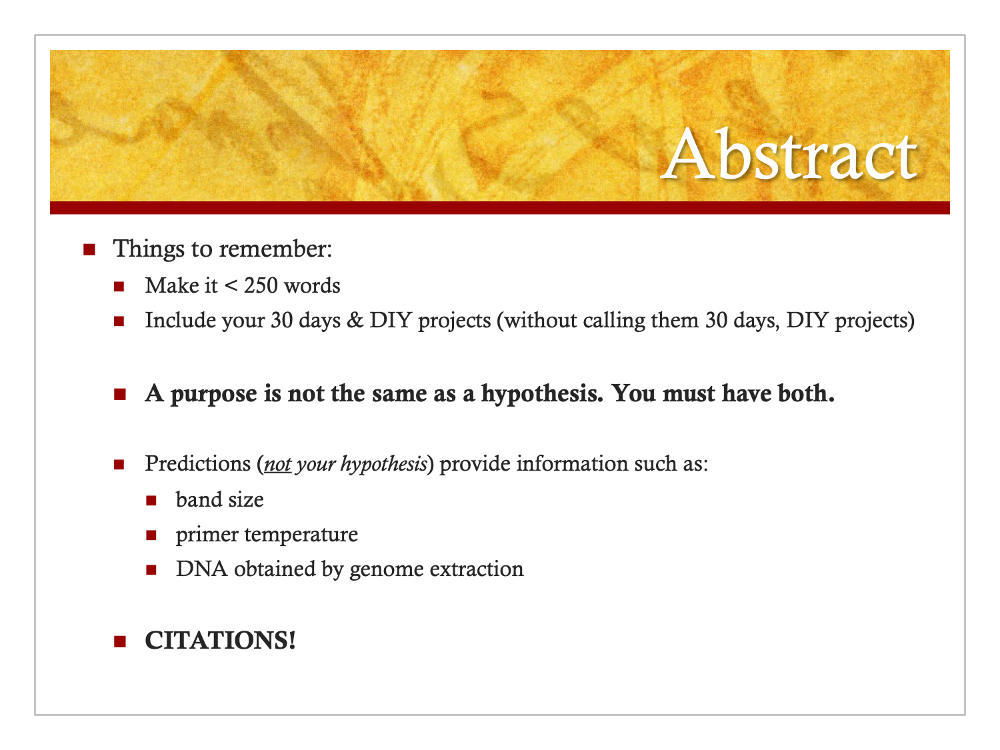 Abstract
Things to remember:
Make it < 250 words
Include your 30 days & DIY projects (without calling them 30 days, DIY projects)
A purpose is not the same as a hypothesis. You must have both.
Predictions (not your hypothesis) provide information such as:
band size
primer temperature
DNA obtained by genome extraction
CITATIONS!